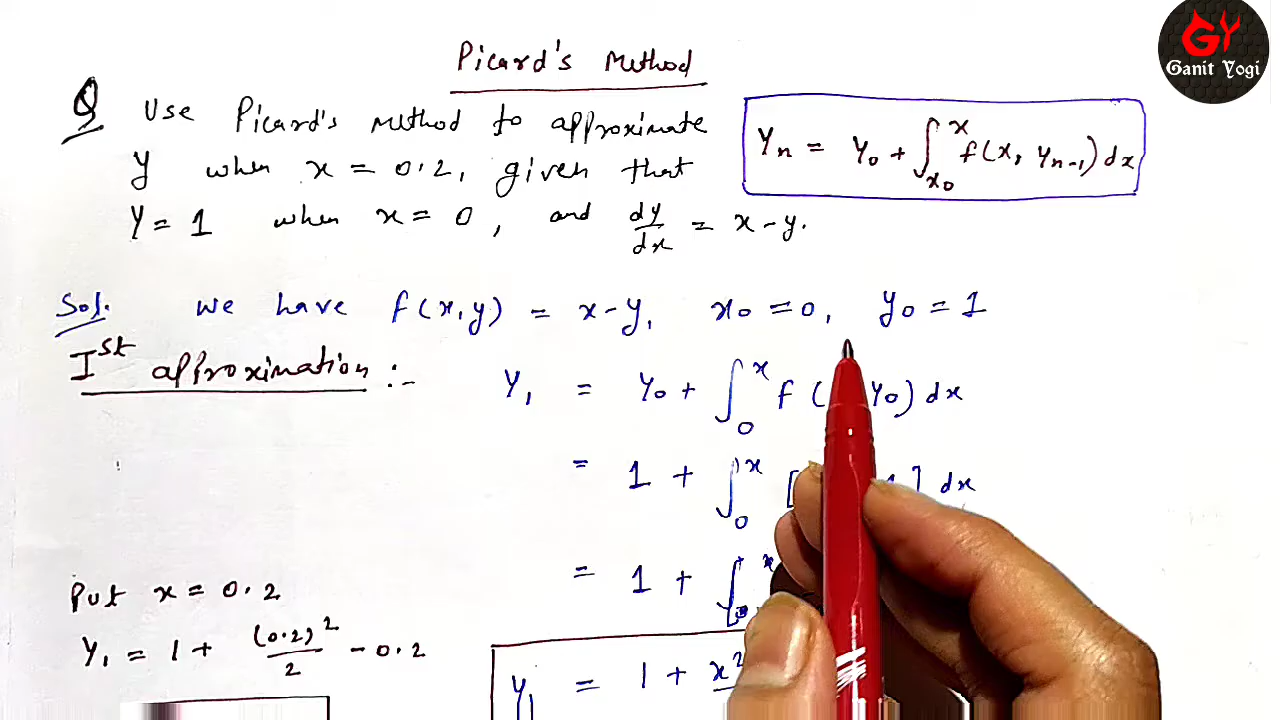 Picard's Method
GY
Ganit Yogi
Q Use Picard's method to approximate
y when x = 0.2, given that
y = 1 when x = 0, and dy/dx = x - y.
Yn = Y0 + ∫x0^x f(x, yn-1) dx
Sol. We have f(x,y) = x-y, x0 = 0, y0 = 1
Ist approximation :-
Y1 = Y0 + ∫0^x f( Y0) dx
= 1 + ∫0^x [ ] dx
= 1 + ∫ x
Put x = 0.2
Y1 = 1 + (0.2)^2/2 - 0.2
Y1 = 1 + x^2